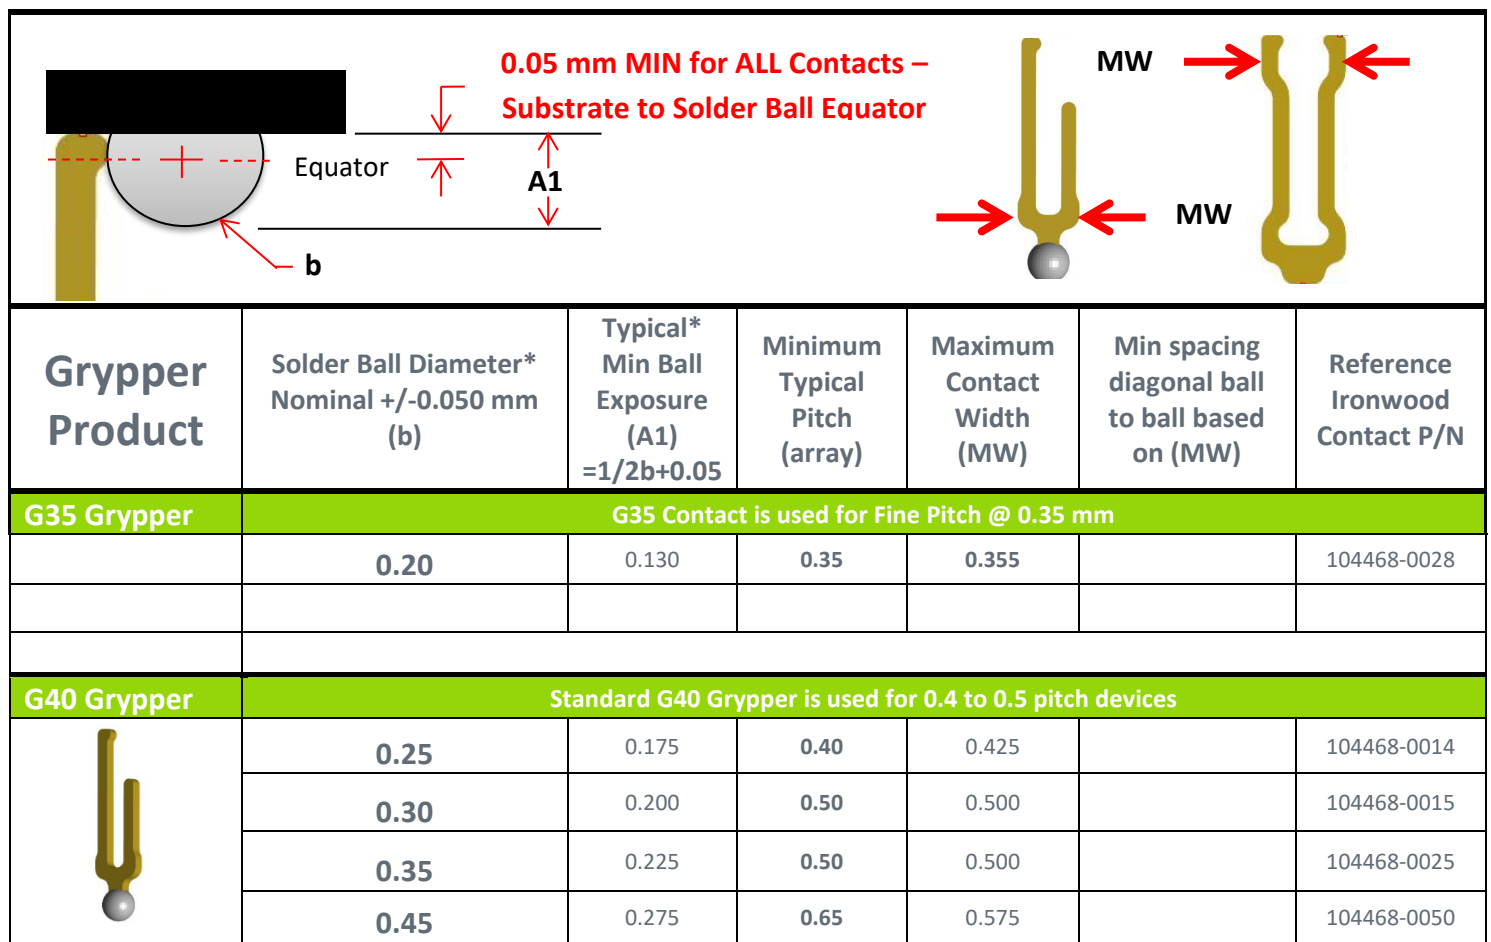 0.05 mm MIN for ALL Contacts –
Substrate to Solder Ball Equator
MW
Equator
A1
MW
b
Grypper
Product
Solder Ball Diameter*
Nominal +/-0.050 mm
(b)
Typical*
Min Ball
Exposure
(A1)
=1/2b+0.05
Minimum
Typical
Pitch
(array)
Maximum
Contact
Width
(MW)
Min spacing
diagonal ball
to ball based
on (MW)
Reference
Ironwood
Contact P/N
G35 Grypper
G35 Contact is used for Fine Pitch @ 0.35 mm
0.20 0.130 0.35 0.355 104468-0028
G40 Grypper
Standard G40 Grypper is used for 0.4 to 0.5 pitch devices
0.25 0.175 0.40 0.425 104468-0014
0.30 0.200 0.50 0.500 104468-0015
0.35 0.225 0.50 0.500 104468-0025
0.45 0.275 0.65 0.575 104468-0050